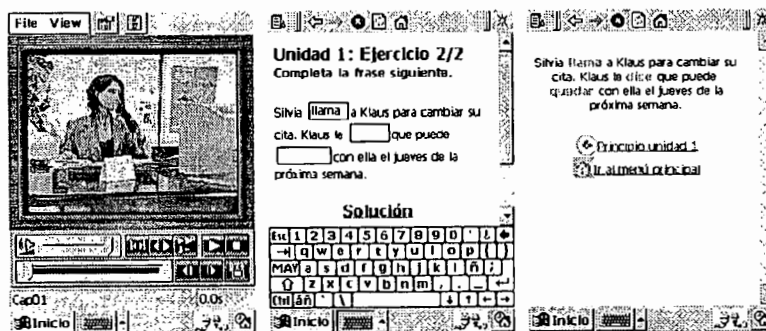 File View
Cap01
0.0s
Inicio
Unidad 1: Ejercicio 2/2
Completa la frase siguiente.
Silvia llama a Klaus para cambiar su
cita. Klaus le que puede
con ella el jueves de la
próxima semana.
Solución
Esc 1 2 3 4 5 6 7 8 9 0 ' ¿
q w e r t y u i o p [ ]
MAY a s d f g h j k l ñ ;
z x c v b n m , . -
Ctrl áñ ` \
Inicio
Silvia llama a Klaus para cambiar su
cita. Klaus le dice que puede
quedar con ella el jueves de la
próxima semana.
Principio unidad 1
Ir al menú principal
Inicio